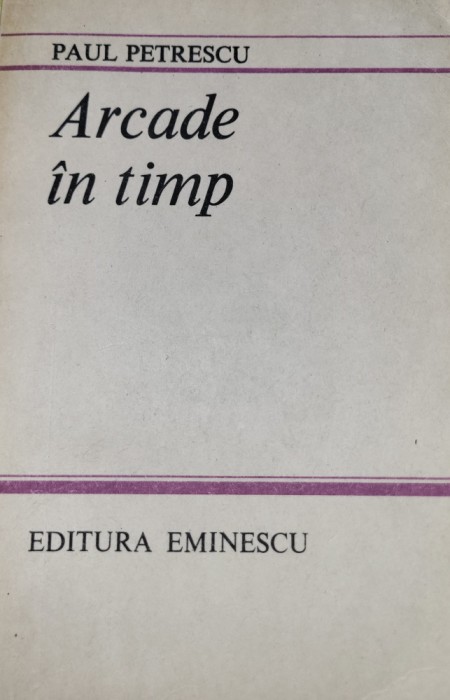 PAUL PETRESCU
Arcade
în timp
EDITURA EMINESCU